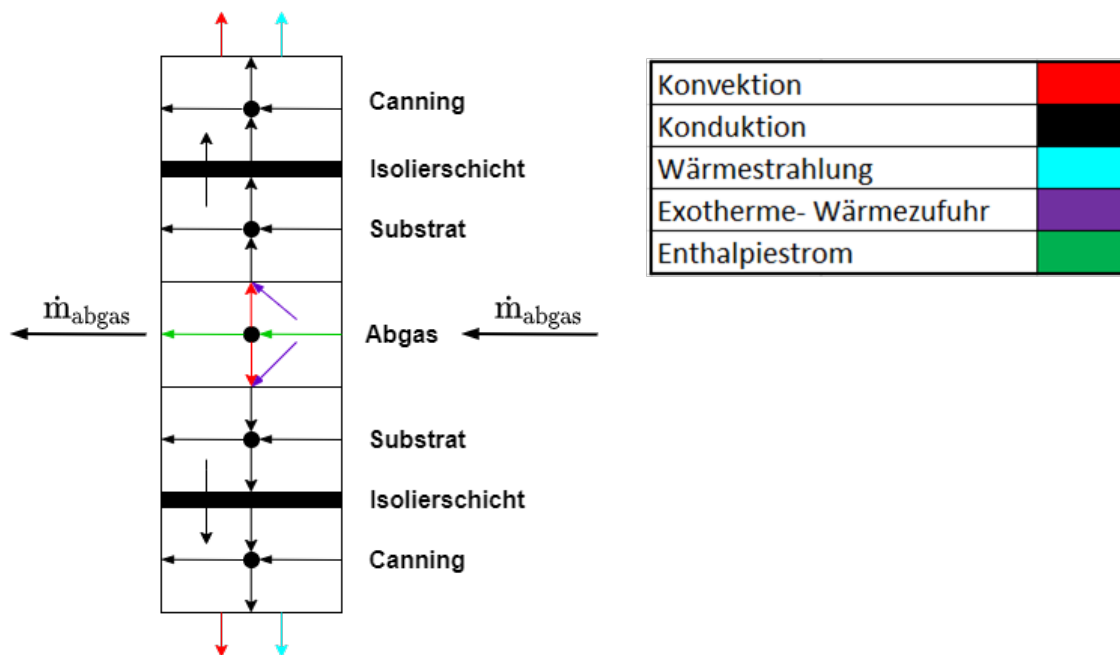 Canning
Isolierschicht
Substrat
ṁabgas
Abgas
ṁabgas
Substrat
Isolierschicht
Canning
Konvektion
Konduktion
Wärmestrahlung
Exotherme- Wärmezufuhr
Enthalpiestrom